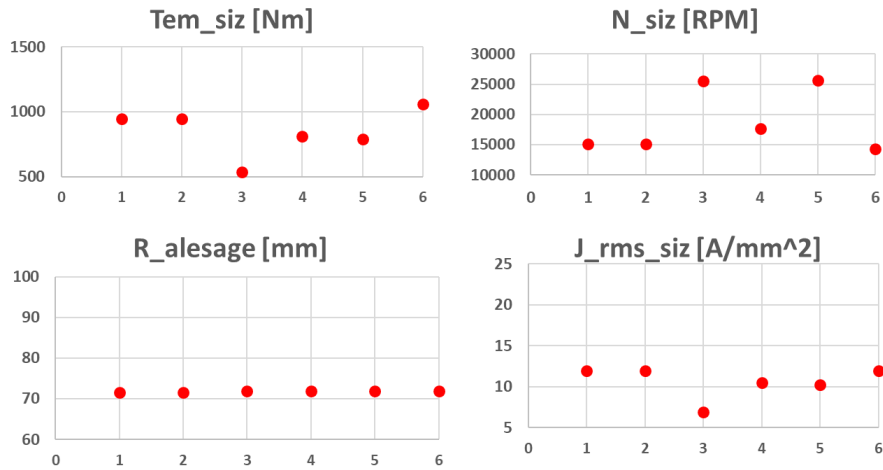 Tem_siz [Nm]
1500
1000
500
0 1 2 3 4 5 6
N_siz [RPM]
30000
25000
20000
15000
10000
0 1 2 3 4 5 6
R_alesage [mm]
100
90
80
70
60
0 1 2 3 4 5 6
J_rms_siz [A/mm^2]
25
20
15
10
5
0 1 2 3 4 5 6